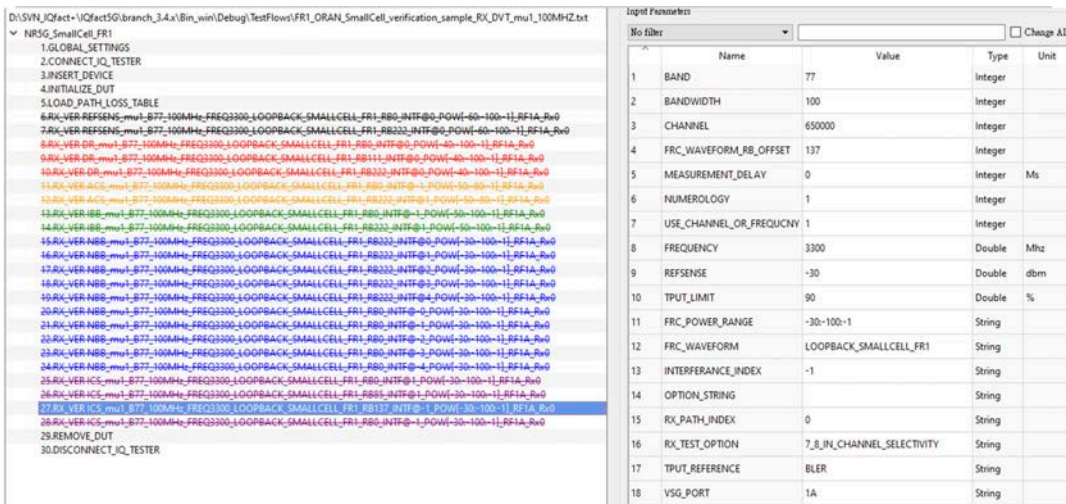 D:\SVN_IQfact+\IQfact5G\branch_3.4.x\Bin_win\Debug\TestFlows\FR1_ORAN_SmallCell_verification_sample_RX_DVT_mu1_100MHZ.txt
NR5G_SmallCell_FR1
1.GLOBAL_SETTINGS
2.CONNECT_IQ_TESTER
3.INSERT_DEVICE
4.INITIALIZE_DUT
5.LOAD_PATH_LOSS_TABLE
6.RX_VER REFSENS_mu1_B77_100MHz_FREQ3300_LOOPBACK_SMALLCELL_FR1_RB0_INTF@0_POW[-60:-100:-1]_RF1A_Rx0
7.RX_VER REFSENS_mu1_B77_100MHz_FREQ3300_LOOPBACK_SMALLCELL_FR1_RB222_INTF@0_POW[-60:-100:-1]_RF1A_Rx0
8.RX_VER DR_mu1_B77_100MHz_FREQ3300_LOOPBACK_SMALLCELL_FR1_RB0_INTF@0_POW[-40:-100:-1]_RF1A_Rx0
9.RX_VER DR_mu1_B77_100MHz_FREQ3300_LOOPBACK_SMALLCELL_FR1_RB111_INTF@0_POW[-40:-100:-1]_RF1A_Rx0
10.RX_VER DR_mu1_B77_100MHz_FREQ3300_LOOPBACK_SMALLCELL_FR1_RB222_INTF@0_POW[-40:-100:-1]_RF1A_Rx0
11.RX_VER ACS_mu1_B77_100MHz_FREQ3300_LOOPBACK_SMALLCELL_FR1_RB0_INTF@-1_POW[-50:-80:-1]_RF1A_Rx0
12.RX_VER ACS_mu1_B77_100MHz_FREQ3300_LOOPBACK_SMALLCELL_FR1_RB222_INTF@1_POW[-50:-80:-1]_RF1A_Rx0
13.RX_VER IBB_mu1_B77_100MHz_FREQ3300_LOOPBACK_SMALLCELL_FR1_RB0_INTF@-1_POW[-50:-100:-1]_RF1A_Rx0
14.RX_VER IBB_mu1_B77_100MHz_FREQ3300_LOOPBACK_SMALLCELL_FR1_RB222_INTF@1_POW[-50:-100:-1]_RF1A_Rx0
15.RX_VER NBB_mu1_B77_100MHz_FREQ3300_LOOPBACK_SMALLCELL_FR1_RB222_INTF@0_POW[-30:-100:-1]_RF1A_Rx0
16.RX_VER NBB_mu1_B77_100MHz_FREQ3300_LOOPBACK_SMALLCELL_FR1_RB222_INTF@1_POW[-30:-100:-1]_RF1A_Rx0
17.RX_VER NBB_mu1_B77_100MHz_FREQ3300_LOOPBACK_SMALLCELL_FR1_RB222_INTF@2_POW[-30:-100:-1]_RF1A_Rx0
18.RX_VER NBB_mu1_B77_100MHz_FREQ3300_LOOPBACK_SMALLCELL_FR1_RB222_INTF@3_POW[-30:-100:-1]_RF1A_Rx0
19.RX_VER NBB_mu1_B77_100MHz_FREQ3300_LOOPBACK_SMALLCELL_FR1_RB222_INTF@4_POW[-30:-100:-1]_RF1A_Rx0
20.RX_VER NBB_mu1_B77_100MHz_FREQ3300_LOOPBACK_SMALLCELL_FR1_RB0_INTF@-0_POW[-30:-100:-1]_RF1A_Rx0
21.RX_VER NBB_mu1_B77_100MHz_FREQ3300_LOOPBACK_SMALLCELL_FR1_RB0_INTF@-1_POW[-30:-100:-1]_RF1A_Rx0
22.RX_VER NBB_mu1_B77_100MHz_FREQ3300_LOOPBACK_SMALLCELL_FR1_RB0_INTF@-2_POW[-30:-100:-1]_RF1A_Rx0
23.RX_VER NBB_mu1_B77_100MHz_FREQ3300_LOOPBACK_SMALLCELL_FR1_RB0_INTF@-3_POW[-30:-100:-1]_RF1A_Rx0
24.RX_VER NBB_mu1_B77_100MHz_FREQ3300_LOOPBACK_SMALLCELL_FR1_RB0_INTF@-4_POW[-30:-100:-1]_RF1A_Rx0
25.RX_VER ICS_mu1_B77_100MHz_FREQ3300_LOOPBACK_SMALLCELL_FR1_RB0_INTF@1_POW[-30:-100:-1]_RF1A_Rx0
26.RX_VER ICS_mu1_B77_100MHz_FREQ3300_LOOPBACK_SMALLCELL_FR1_RB85_INTF@1_POW[-30:-100:-1]_RF1A_Rx0
27.RX_VER ICS_mu1_B77_100MHz_FREQ3300_LOOPBACK_SMALLCELL_FR1_RB137_INTF@-1_POW[-30:-100:-1]_RF1A_Rx0
28.RX_VER ICS_mu1_B77_100MHz_FREQ3300_LOOPBACK_SMALLCELL_FR1_RB0_INTF@-1_POW[-30:-100:-1]_RF1A_Rx0
29.REMOVE_DUT
30.DISCONNECT_IQ_TESTER
Input Parameters
No filter Change Al
Name Value Type Unit
1 BAND 77 Integer
2 BANDWIDTH 100 Integer
3 CHANNEL 650000 Integer
4 FRC_WAVEFORM_RB_OFFSET 137 Integer
5 MEASUREMENT_DELAY 0 Integer Ms
6 NUMEROLOGY 1 Integer
7 USE_CHANNEL_OR_FREQUCNY 1 Integer
8 FREQUENCY 3300 Double Mhz
9 REFSENSE -30 Double dbm
10 TPUT_LIMIT 90 Double %
11 FRC_POWER_RANGE -30:-100:-1 String
12 FRC_WAVEFORM LOOPBACK_SMALLCELL_FR1 String
13 INTERFERANCE_INDEX -1 String
14 OPTION_STRING String
15 RX_PATH_INDEX 0 String
16 RX_TEST_OPTION 7_8_IN_CHANNEL_SELECTIVITY String
17 TPUT_REFERENCE BLER String
18 VSG_PORT 1A String